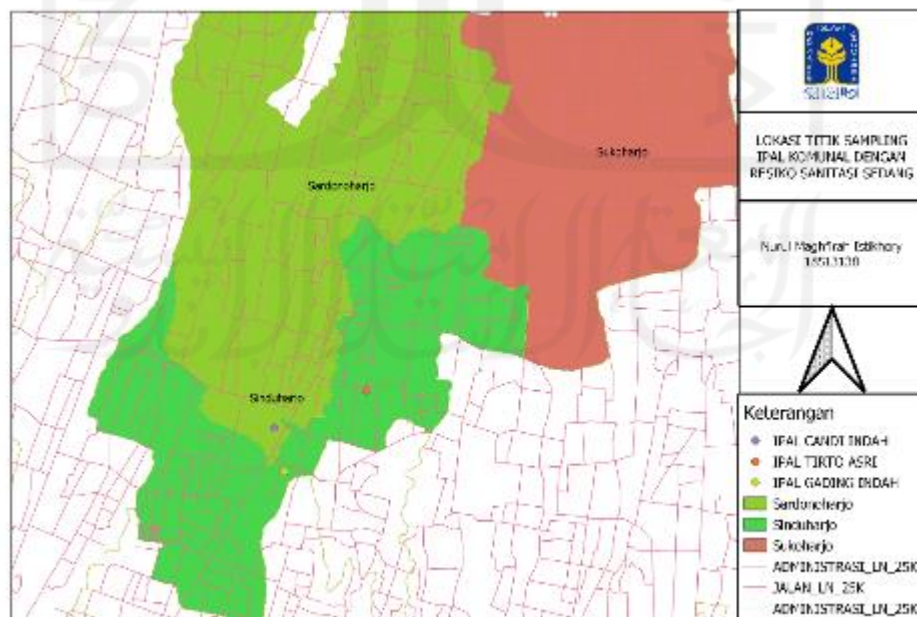 Sukoharjo
Sardonoharjo
Sinduharjo
LOKASI TITIK SAMPLING
IPAL KOMUNAL DENGAN
RESIKO SANITASI SEDANG
Nurul Maghfirah Istikhory
18513138
Keterangan
IPAL CANDI INDAH
IPAL TIRTO ASRI
IPAL GADING INDAH
Sardonoharjo
Sinduharjo
Sukoharjo
ADMINISTRASI_LN_25K
JALAN_LN_25K
ADMINISTRASI_LN_25K